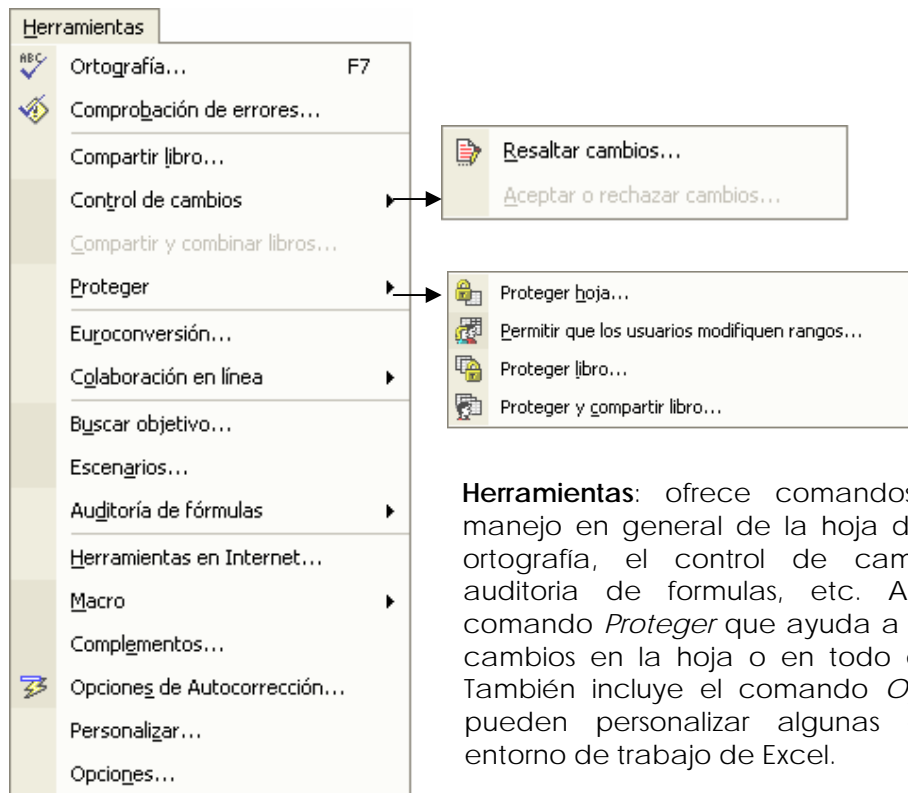 Herramientas
ABC
Ortografía... F7
Comprobación de errores...
Compartir libro...
Control de cambios
Compartir y combinar libros...
Proteger
Euroconversión...
Colaboración en línea
Buscar objetivo...
Escenarios...
Auditoría de fórmulas
Herramientas en Internet...
Macro
Complementos...
Opciones de Autocorrección...
Personalizar...
Opciones...
Resaltar cambios...
Aceptar o rechazar cambios...
Proteger hoja...
Permitir que los usuarios modifiquen rangos...
Proteger libro...
Proteger y compartir libro...
Herramientas: ofrece comandos
manejo en general de la hoja
ortografía, el control de
auditoria de formulas, etc.
comando Proteger que ayuda a
cambios en la hoja o en todo
También incluye el comando
pueden personalizar algunas
entorno de trabajo de Excel.